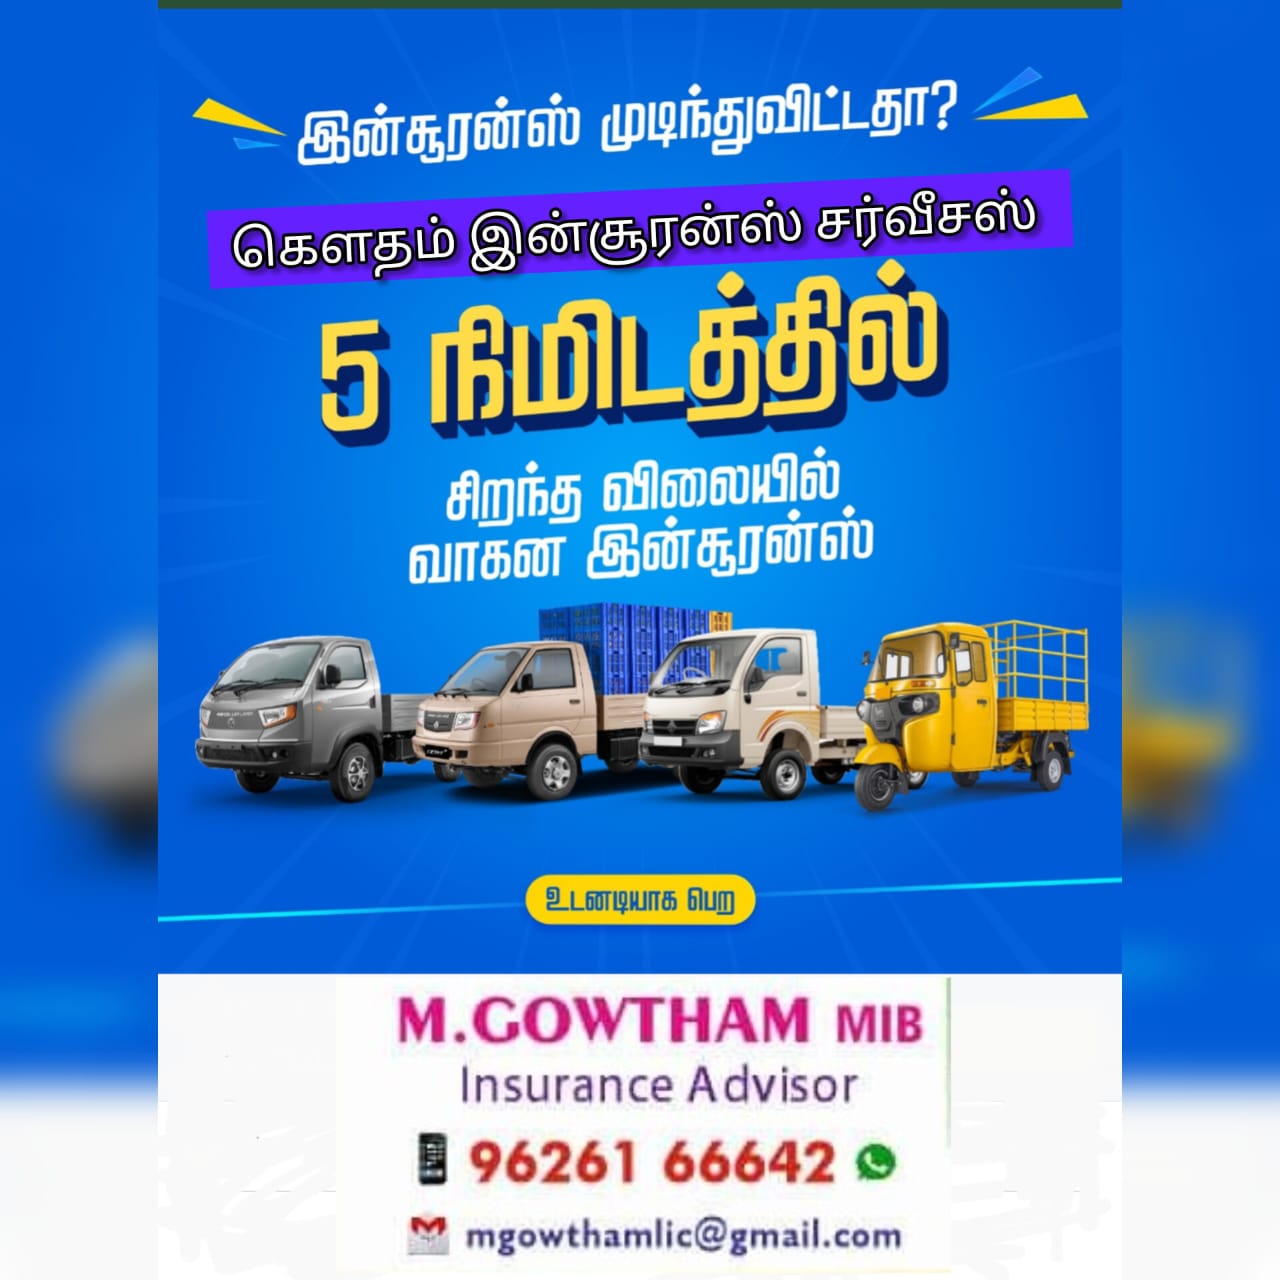 இன்சூரன்ஸ் முடிந்துவிட்டதா?
கௌதம் இன்சூரன்ஸ் சர்வீசஸ்
5 நிமிடத்தில்
சிறந்த விலையில்
வாகன இன்சூரன்ஸ்
உடனடியாக பெற
M.GOWTHAM MIB
Insurance Advisor
96261 66642
mgowthamlic@gmail.com